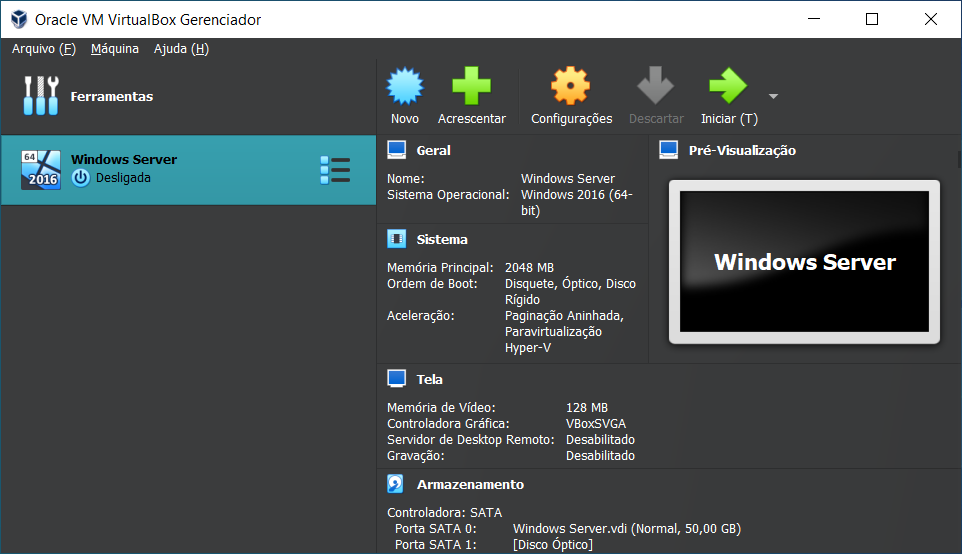 Oracle VM VirtualBox Gerenciador
Arquivo (F) Máquina Ajuda (H)
Ferramentas
Novo Acrescentar Configurações Descartar Iniciar (T)
64
2016
Windows Server
Desligada
Geral
Nome: Windows Server
Sistema Operacional: Windows 2016 (64-
bit)
Pré-Visualização
Windows Server
Sistema
Memória Principal: 2048 MB
Ordem de Boot: Disquete, Óptico, Disco
Rígido
Aceleração: Paginação Aninhada,
Paravirtualização
Hyper-V
Tela
Memória de Vídeo: 128 MB
Controladora Gráfica: VBoxSVGA
Servidor de Desktop Remoto: Desabilitado
Gravação: Desabilitado
Armazenamento
Controladora: SATA
Porta SATA 0: Windows Server.vdi (Normal, 50,00 GB)
Porta SATA 1: [Disco Óptico]